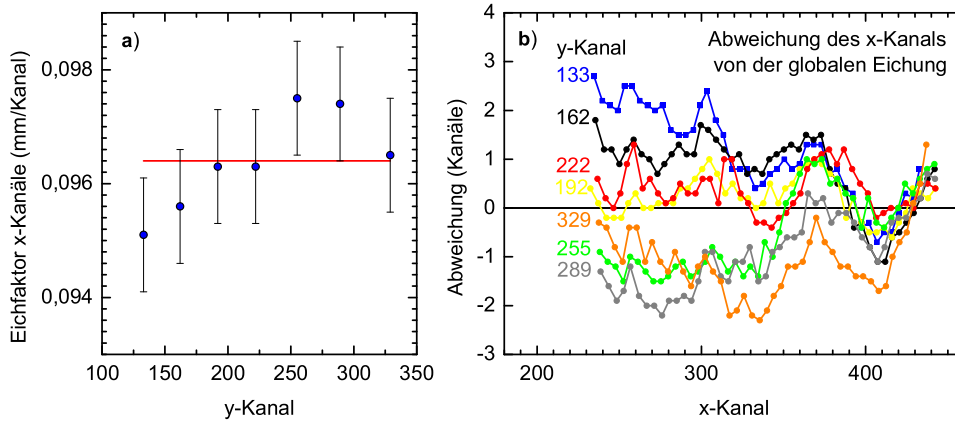 a)
0,098
0,096
0,094
100 150 200 250 300 350
y-Kanal
Eichfaktor x-Kanäle (mm/Kanal)
b)
y-Kanal
Abweichung des x-Kanals
von der globalen Eichung
133
162
222
192
329
255
289
4
3
2
1
0
-1
-2
-3
200 300 400
x-Kanal
Abweichung (Kanäle)